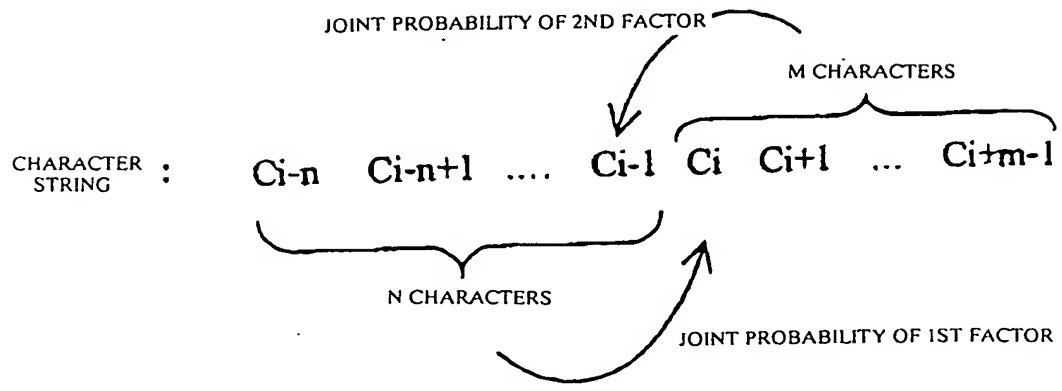 JOINT PROBABILITY OF 2ND FACTOR
M CHARACTERS
CHARACTER
STRING :
Ci-n Ci-n+1 .... Ci-1 Ci Ci+1 ... Ci+m-1
N CHARACTERS
JOINT PROBABILITY OF 1ST FACTOR